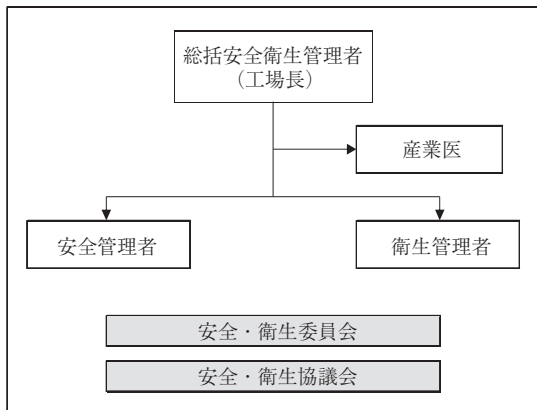 総括安全衛生管理者
（工場長）
産業医
安全管理者
衛生管理者
安全・衛生委員会
安全・衛生協議会